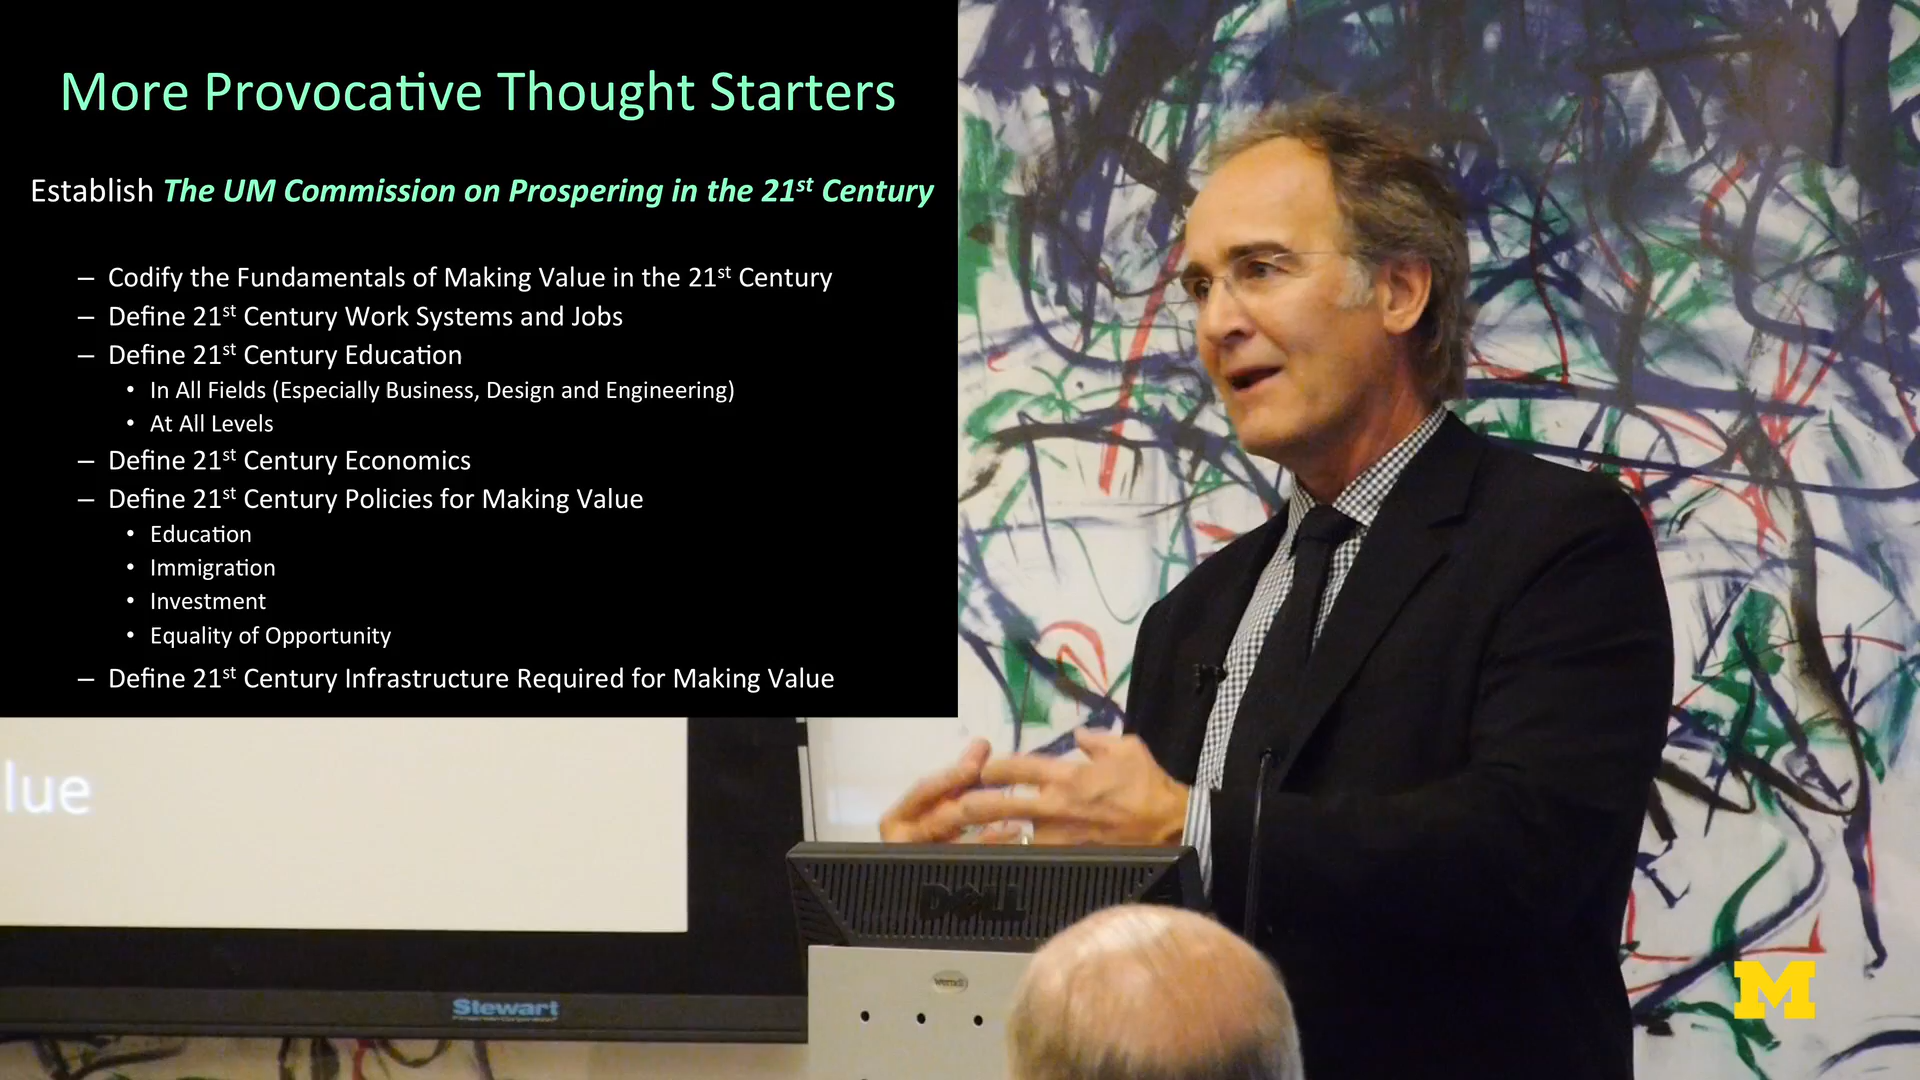 More Provocative Thought Starters
Establish The UM Commission on Prospering in the 21st Century
– Codify the Fundamentals of Making Value in the 21st Century
– Define 21st Century Work Systems and Jobs
– Define 21st Century Education
• In All Fields (Especially Business, Design and Engineering)
• At All Levels
– Define 21st Century Economics
– Define 21st Century Policies for Making Value
• Education
• Immigration
• Investment
• Equality of Opportunity
– Define 21st Century Infrastructure Required for Making Value
lue
DELL
Stewart
M